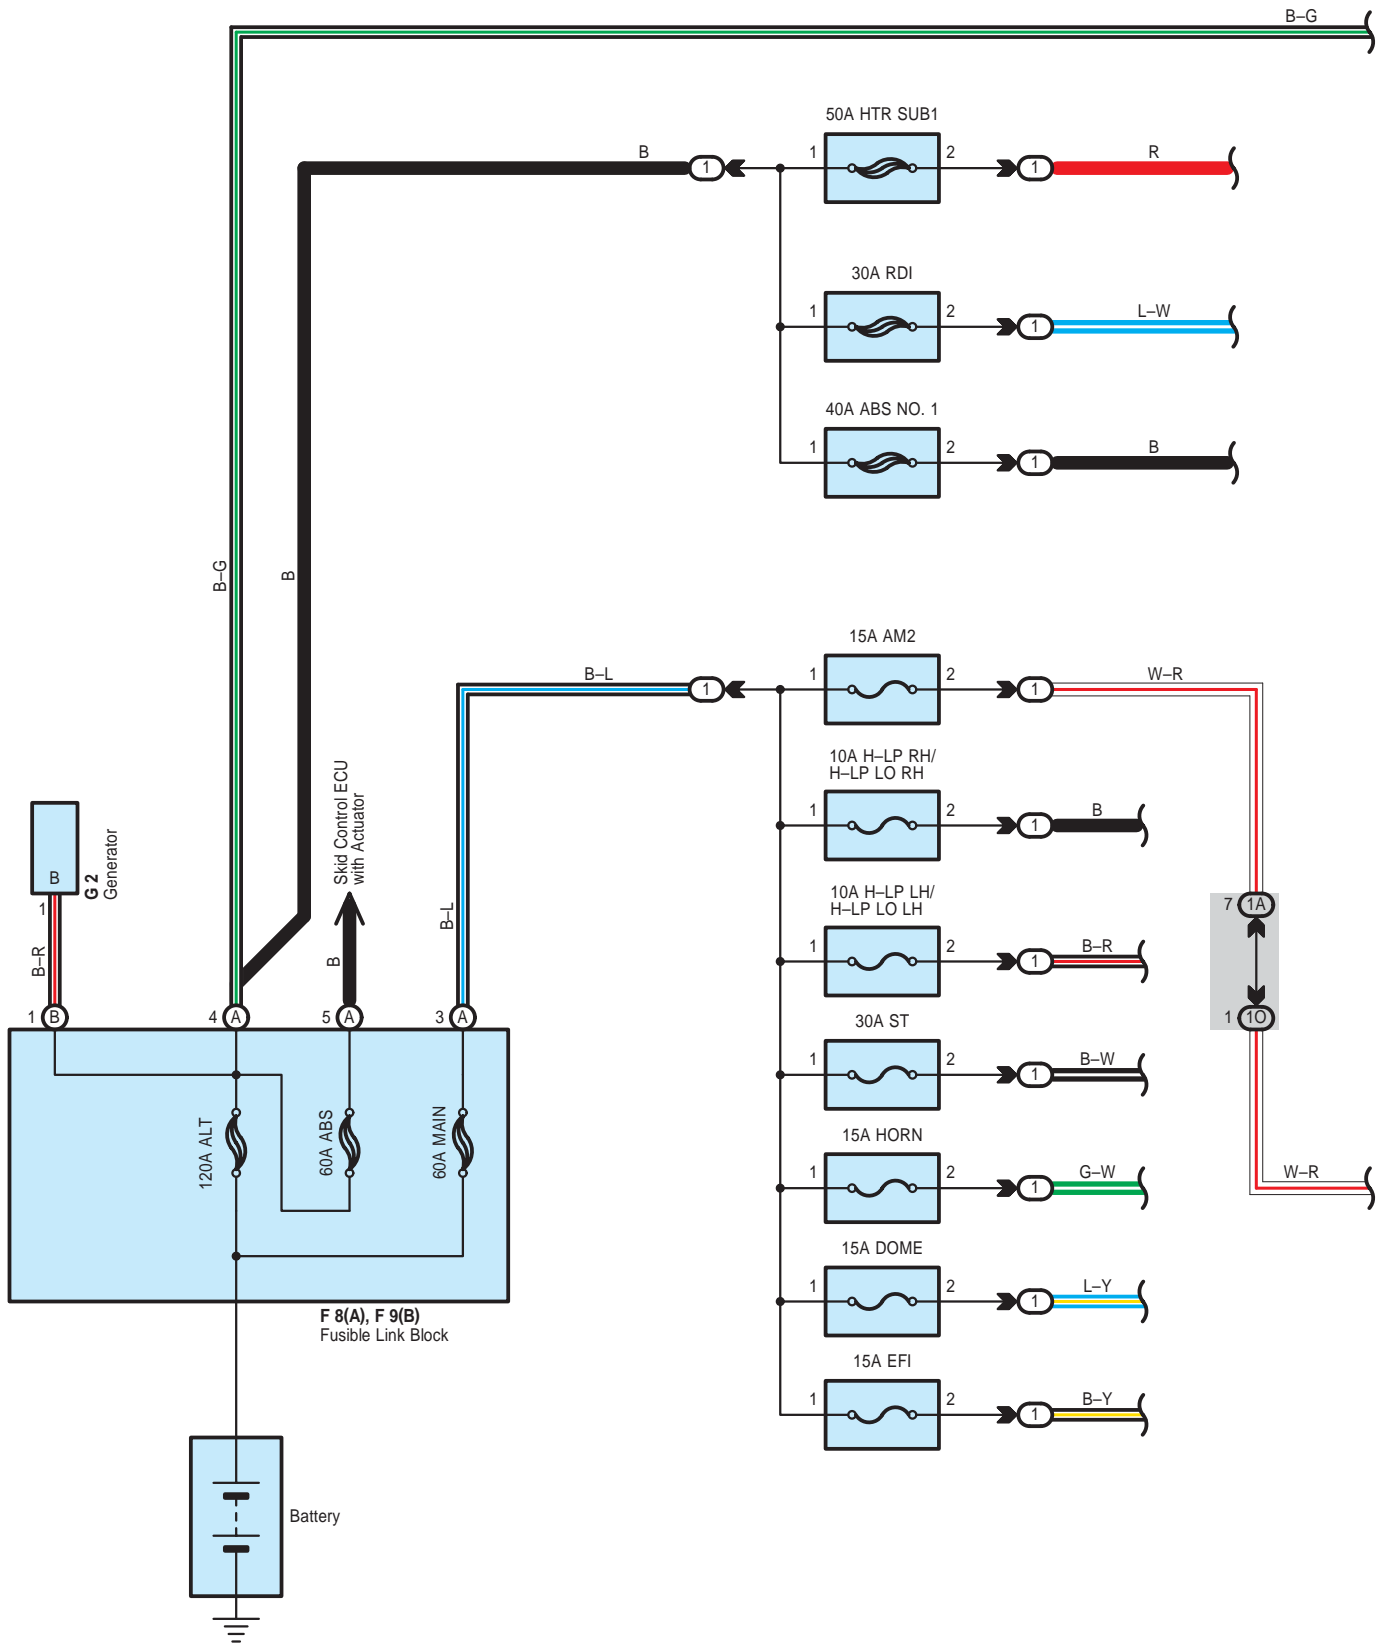 B–G
50A HTR SUB1
B
1
1
2
1
R
30A RDI
1
2
1
L–W
40A ABS NO. 1
1
2
1
B
B–G
B
15A AM2
B–L
1
1
2
1
W–R
10A H–LP RH/
H–LP LO RH
1
2
1
B
10A H–LP LH/
H–LP LO LH
1
2
1
B–R
7 1A
1 1O
30A ST
1
2
1
B–W
15A HORN
1
2
1
G–W
W–R
15A DOME
1
2
1
L–Y
15A EFI
1
2
1
B–Y
B
G 2
Generator
1
B–R
Skid Control ECU
with Actuator
B
B–L
1 B
4 A
5 A
3 A
120A ALT
60A ABS
60A MAIN
F 8(A), F 9(B)
Fusible Link Block
Battery